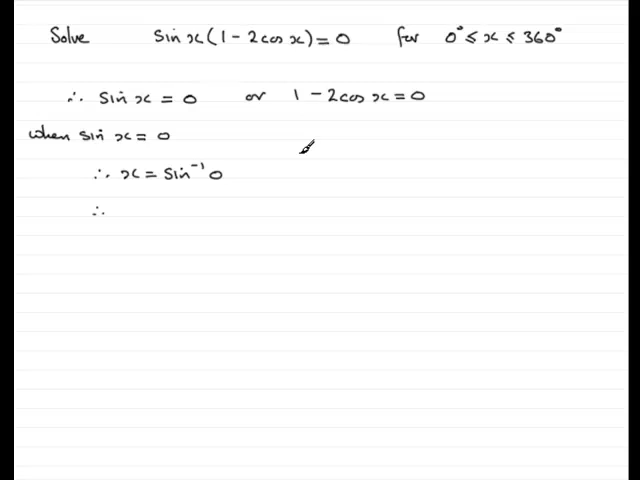 Solve sin x (1 - 2cos x) = 0 for 0° ≤ x ≤ 360°
∴ sin x = 0 or 1 - 2cos x = 0
when sin x = 0
∴ x = sin⁻¹ 0
∴